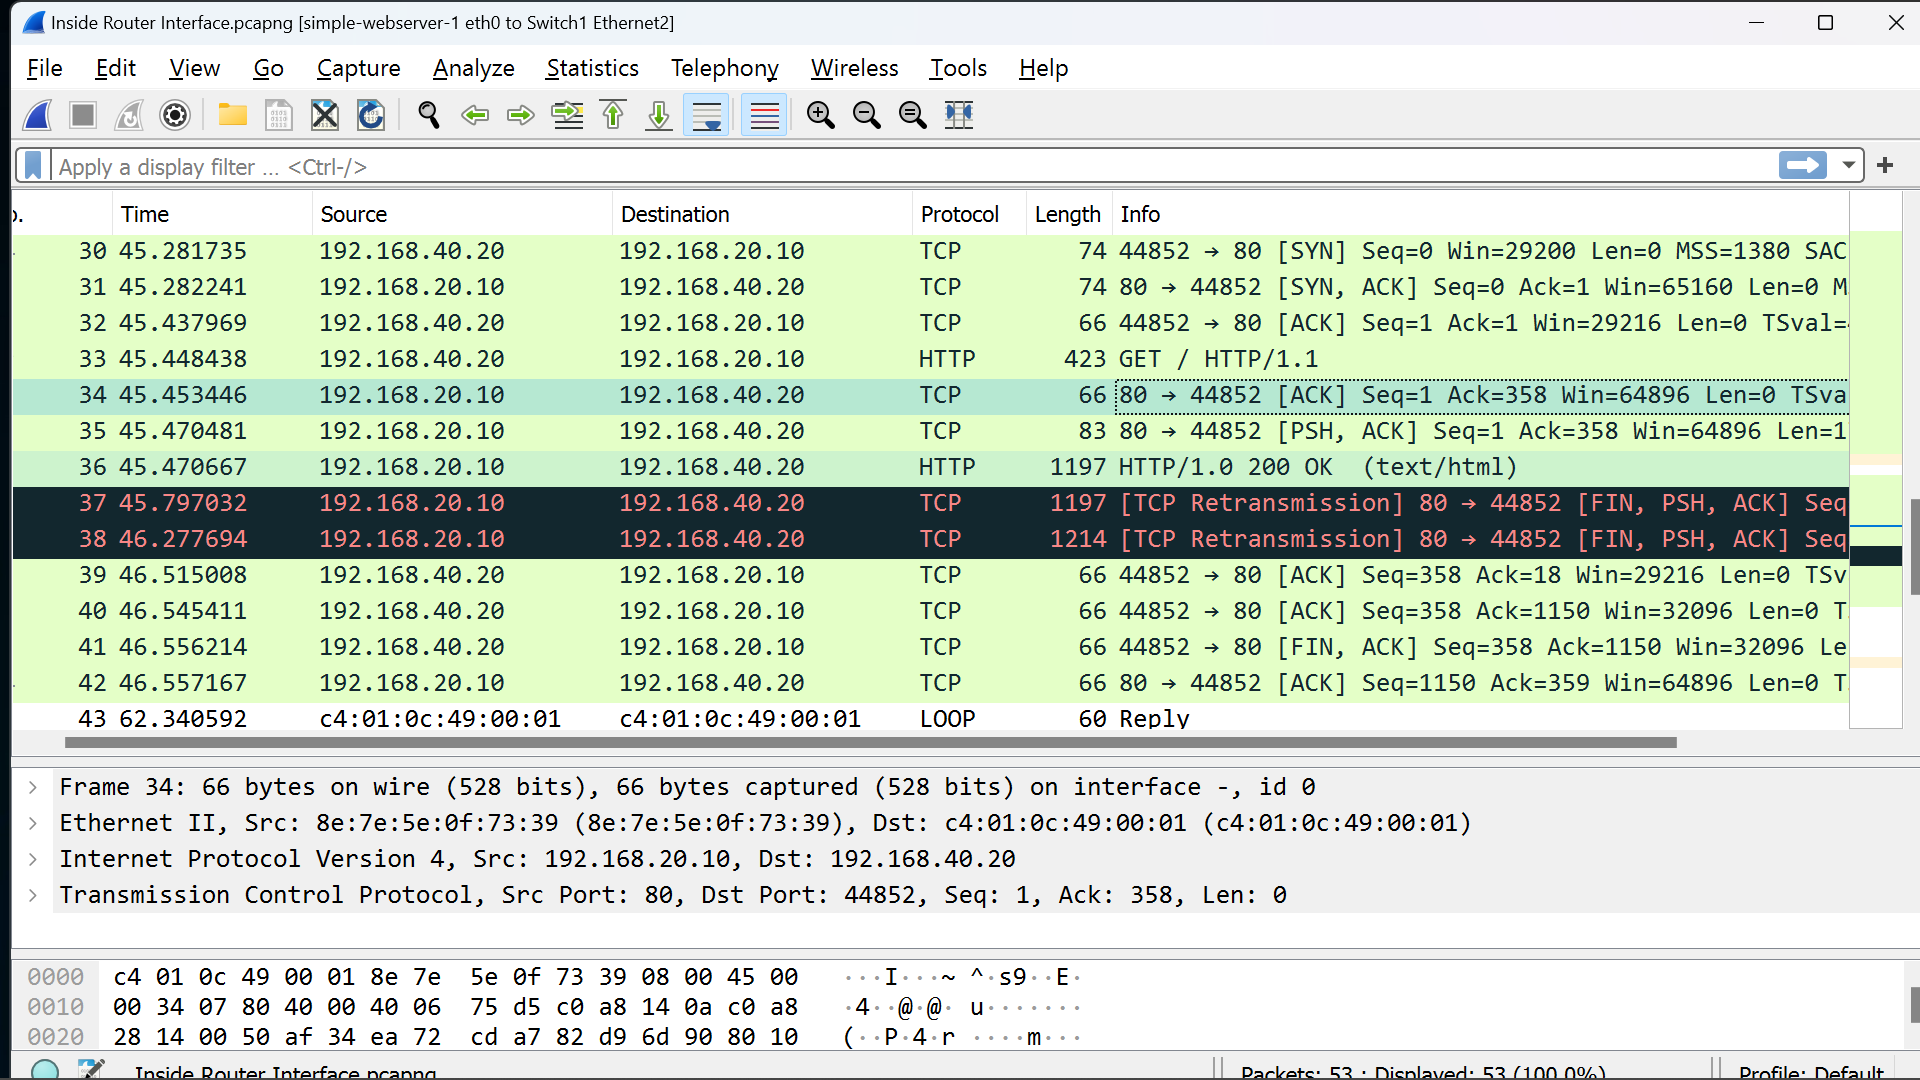 Inside Router Interface.pcapng [simple-webserver-1 eth0 to Switch1 Ethernet2]
File Edit View Go Capture Analyze Statistics Telephony Wireless Tools Help
Apply a display filter ... <Ctrl-/>
Time Source Destination Protocol Length Info
30 45.281735 192.168.40.20 192.168.20.10 TCP 74 44852 → 80 [SYN] Seq=0 Win=29200 Len=0 MSS=1380 SAC
31 45.282241 192.168.20.10 192.168.40.20 TCP 74 80 → 44852 [SYN, ACK] Seq=0 Ack=1 Win=65160 Len=0 M
32 45.437969 192.168.40.20 192.168.20.10 TCP 66 44852 → 80 [ACK] Seq=1 Ack=1 Win=29216 Len=0 TSval=
33 45.448438 192.168.40.20 192.168.20.10 HTTP 423 GET / HTTP/1.1
34 45.453446 192.168.20.10 192.168.40.20 TCP 66 80 → 44852 [ACK] Seq=1 Ack=358 Win=64896 Len=0 TSva
35 45.470481 192.168.20.10 192.168.40.20 TCP 83 80 → 44852 [PSH, ACK] Seq=1 Ack=358 Win=64896 Len=1
36 45.470667 192.168.20.10 192.168.40.20 HTTP 1197 HTTP/1.0 200 OK (text/html)
37 45.797032 192.168.20.10 192.168.40.20 TCP 1197 [TCP Retransmission] 80 → 44852 [FIN, PSH, ACK] Seq
38 46.277694 192.168.20.10 192.168.40.20 TCP 1214 [TCP Retransmission] 80 → 44852 [FIN, PSH, ACK] Seq
39 46.515008 192.168.40.20 192.168.20.10 TCP 66 44852 → 80 [ACK] Seq=358 Ack=18 Win=29216 Len=0 TSv
40 46.545411 192.168.40.20 192.168.20.10 TCP 66 44852 → 80 [ACK] Seq=358 Ack=1150 Win=32096 Len=0 T
41 46.556214 192.168.40.20 192.168.20.10 TCP 66 44852 → 80 [FIN, ACK] Seq=358 Ack=1150 Win=32096 Le
42 46.557167 192.168.20.10 192.168.40.20 TCP 66 80 → 44852 [ACK] Seq=1150 Ack=359 Win=64896 Len=0 T
43 62.340592 c4:01:0c:49:00:01 c4:01:0c:49:00:01 LOOP 60 Reply
Frame 34: 66 bytes on wire (528 bits), 66 bytes captured (528 bits) on interface -, id 0
Ethernet II, Src: 8e:7e:5e:0f:73:39 (8e:7e:5e:0f:73:39), Dst: c4:01:0c:49:00:01 (c4:01:0c:49:00:01)
Internet Protocol Version 4, Src: 192.168.20.10, Dst: 192.168.40.20
Transmission Control Protocol, Src Port: 80, Dst Port: 44852, Seq: 1, Ack: 358, Len: 0
0000 c4 01 0c 49 00 01 8e 7e 5e 0f 73 39 08 00 45 00 ···I···~ ^·s9··E·
0010 00 34 07 80 40 00 40 06 75 d5 c0 a8 14 0a c0 a8 ·4··@·@· u·······
0020 28 14 00 50 af 34 ea 72 cd a7 82 d9 6d 90 80 10 (··P·4·r ····m···
Inside Router Interface.pcapng Packets: 53 · Displayed: 53 (100.0%) Profile: Default